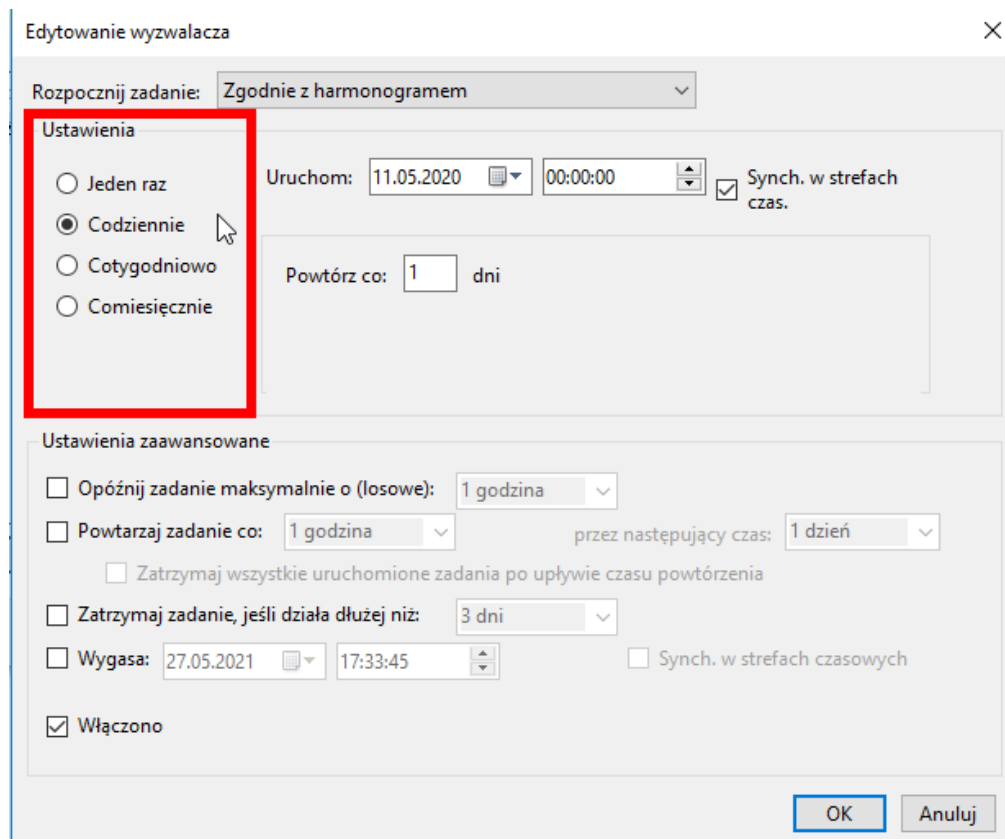 Edytowanie wyzwalacza
Rozpocznij zadanie: Zgodnie z harmonogramem
Ustawienia
Jeden raz
Codziennie
Cotygodniowo
Comiesięcznie
Uruchom: 11.05.2020 00:00:00 Synch. w strefach
czas.
Powtórz co: 1 dni
Ustawienia zaawansowane
Opóźnij zadanie maksymalnie o (losowe): 1 godzina
Powtarzaj zadanie co: 1 godzina przez następujący czas: 1 dzień
Zatrzymaj wszystkie uruchomione zadania po upływie czasu powtórzenia
Zatrzymaj zadanie, jeśli działa dłużej niż: 3 dni
Wygasa: 27.05.2021 17:33:45 Synch. w strefach czasowych
Włączono
OK Anuluj